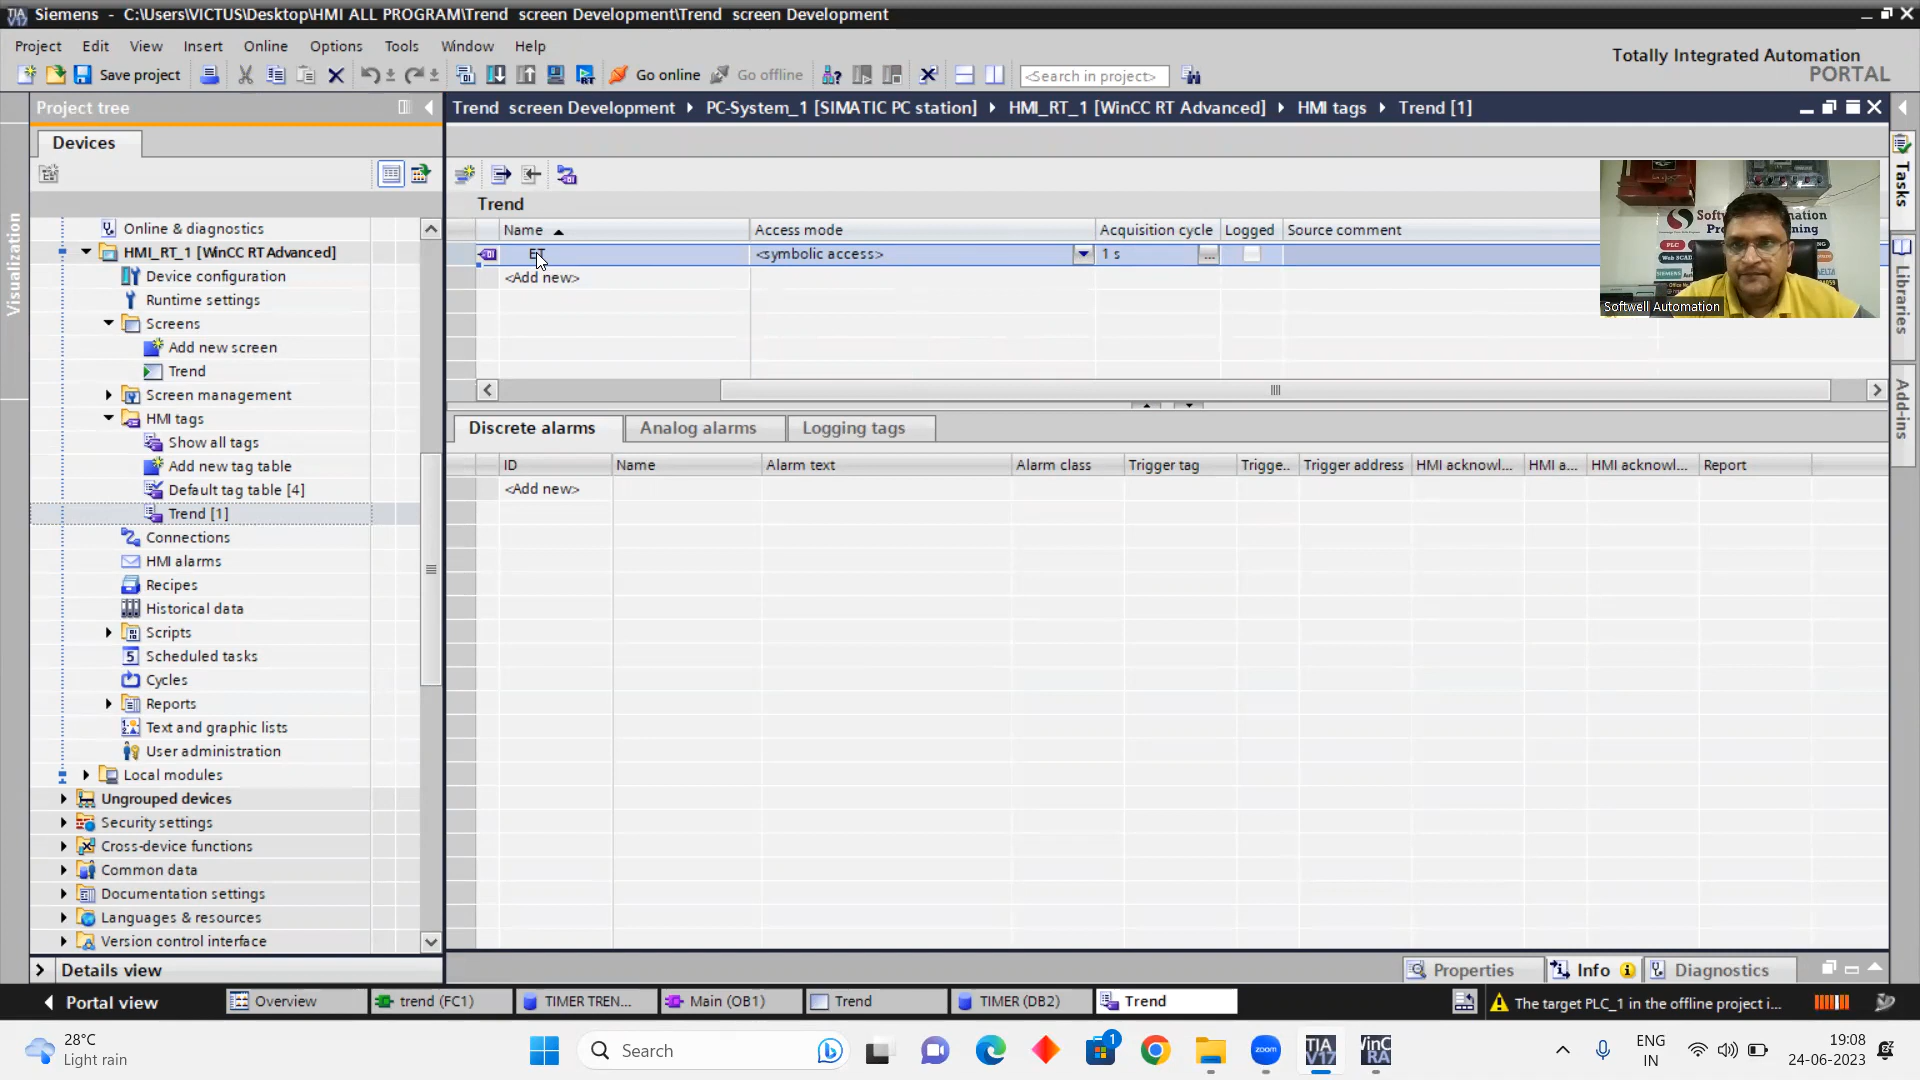 Siemens - C:\Users\VICTUS\Desktop\HMI ALL PROGRAM\Trend screen Development\Trend screen Development
Project Edit View Insert Online Options Tools Window Help
Totally Integrated Automation
PORTAL
Save project
Go online
Go offline
<Search in project>
Project tree
Trend screen Development
PC-System_1 [SIMATIC PC station]
HMI_RT_1 [WinCC RT Advanced]
HMI tags
Trend [1]
Devices
Visualization
Online & diagnostics
HMI_RT_1 [WinCC RT Advanced]
Device configuration
Runtime settings
Screens
Add new screen
Trend
Screen management
HMI tags
Show all tags
Add new tag table
Default tag table [4]
Trend [1]
Connections
HMI alarms
Recipes
Historical data
Scripts
Scheduled tasks
Cycles
Reports
Text and graphic lists
User administration
Local modules
Ungrouped devices
Security settings
Cross-device functions
Common data
Documentation settings
Languages & resources
Version control interface
Details view
Trend
Name Access mode Acquisition cycle Logged Source comment
ET <symbolic access> 1 s
<Add new>
Discrete alarms Analog alarms Logging tags
ID Name Alarm text Alarm class Trigger tag Trigge.. Trigger address HMI acknowl... HMI a... HMI acknowl... Report
<Add new>
Softwell Automation
Tasks
Libraries
Add-ins
Properties Info Diagnostics
Portal view
Overview
trend (FC1)
TIMER TREN...
Main (OB1)
Trend
TIMER (DB2)
Trend
The target PLC_1 in the offline project i...
28°C
Light rain
Search
zoom
TIA
V17
WinC
RA
1
ENG
IN
19:08
24-06-2023